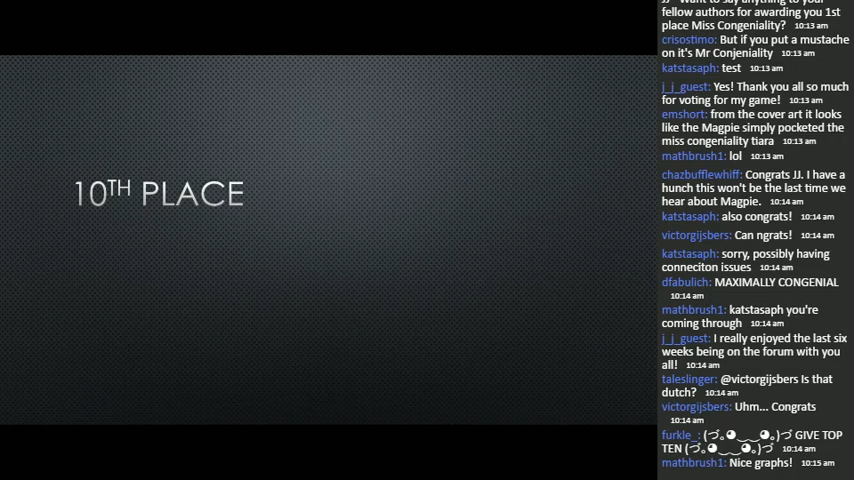 10TH PLACE
JJ - Want to say anything to your
fellow authors for awarding you 1st
place Miss Congeniality? 10:13 am
crisostimo: But if you put a mustache
on it's Mr Conjeniality 10:13 am
katstasaph: test 10:13 am
j_j_guest: Yes! Thank you all so much
for voting for my game! 10:13 am
emshort: from the cover art it looks
like the Magpie simply pocketed the
miss congeniality tiara 10:13 am
mathbrush1: lol 10:13 am
chazbufflewhiff: Congrats JJ. I have a
hunch this won't be the last time we
hear about Magpie. 10:14 am
katstasaph: also congrats! 10:14 am
victorgijsbers: Can ngrats! 10:14 am
katstasaph: sorry, possibly having
conneciton issues 10:14 am
dfabulich: MAXIMALLY CONGENIAL
10:14 am
mathbrush1: katstasaph you're
coming through 10:14 am
j_j_guest: I really enjoyed the last six
weeks being on the forum with you
all! 10:14 am
taleslinger: @victorgijsbers Is that
dutch? 10:14 am
victorgijsbers: Uhm... Congrats
10:14 am
furkle_: (づ｡◕‿‿◕｡)づ GIVE TOP
TEN (づ｡◕‿‿◕｡)づ 10:14 am
mathbrush1: Nice graphs! 10:15 am